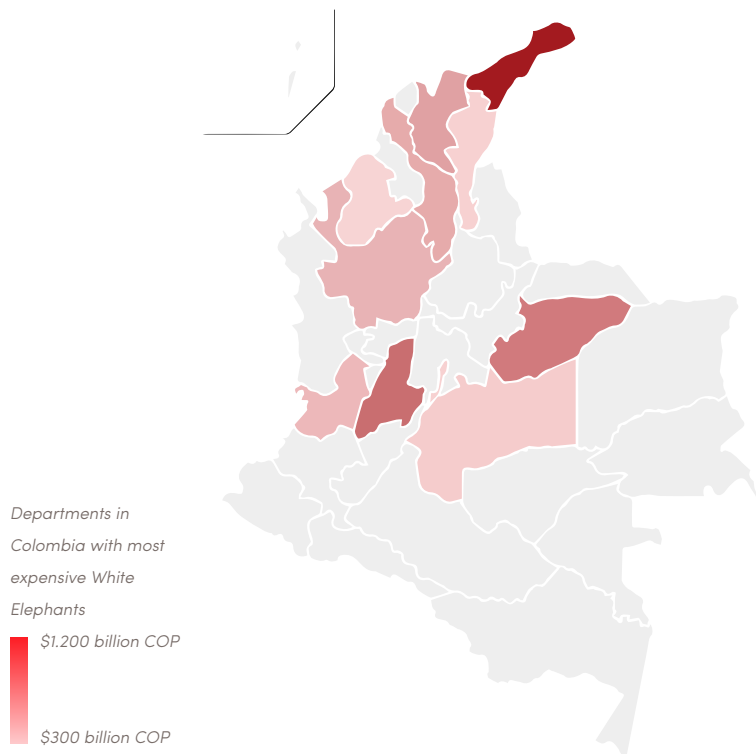 Departments in
Colombia with most
expensive White
Elephants
$1.200 billion COP
$300 billion COP